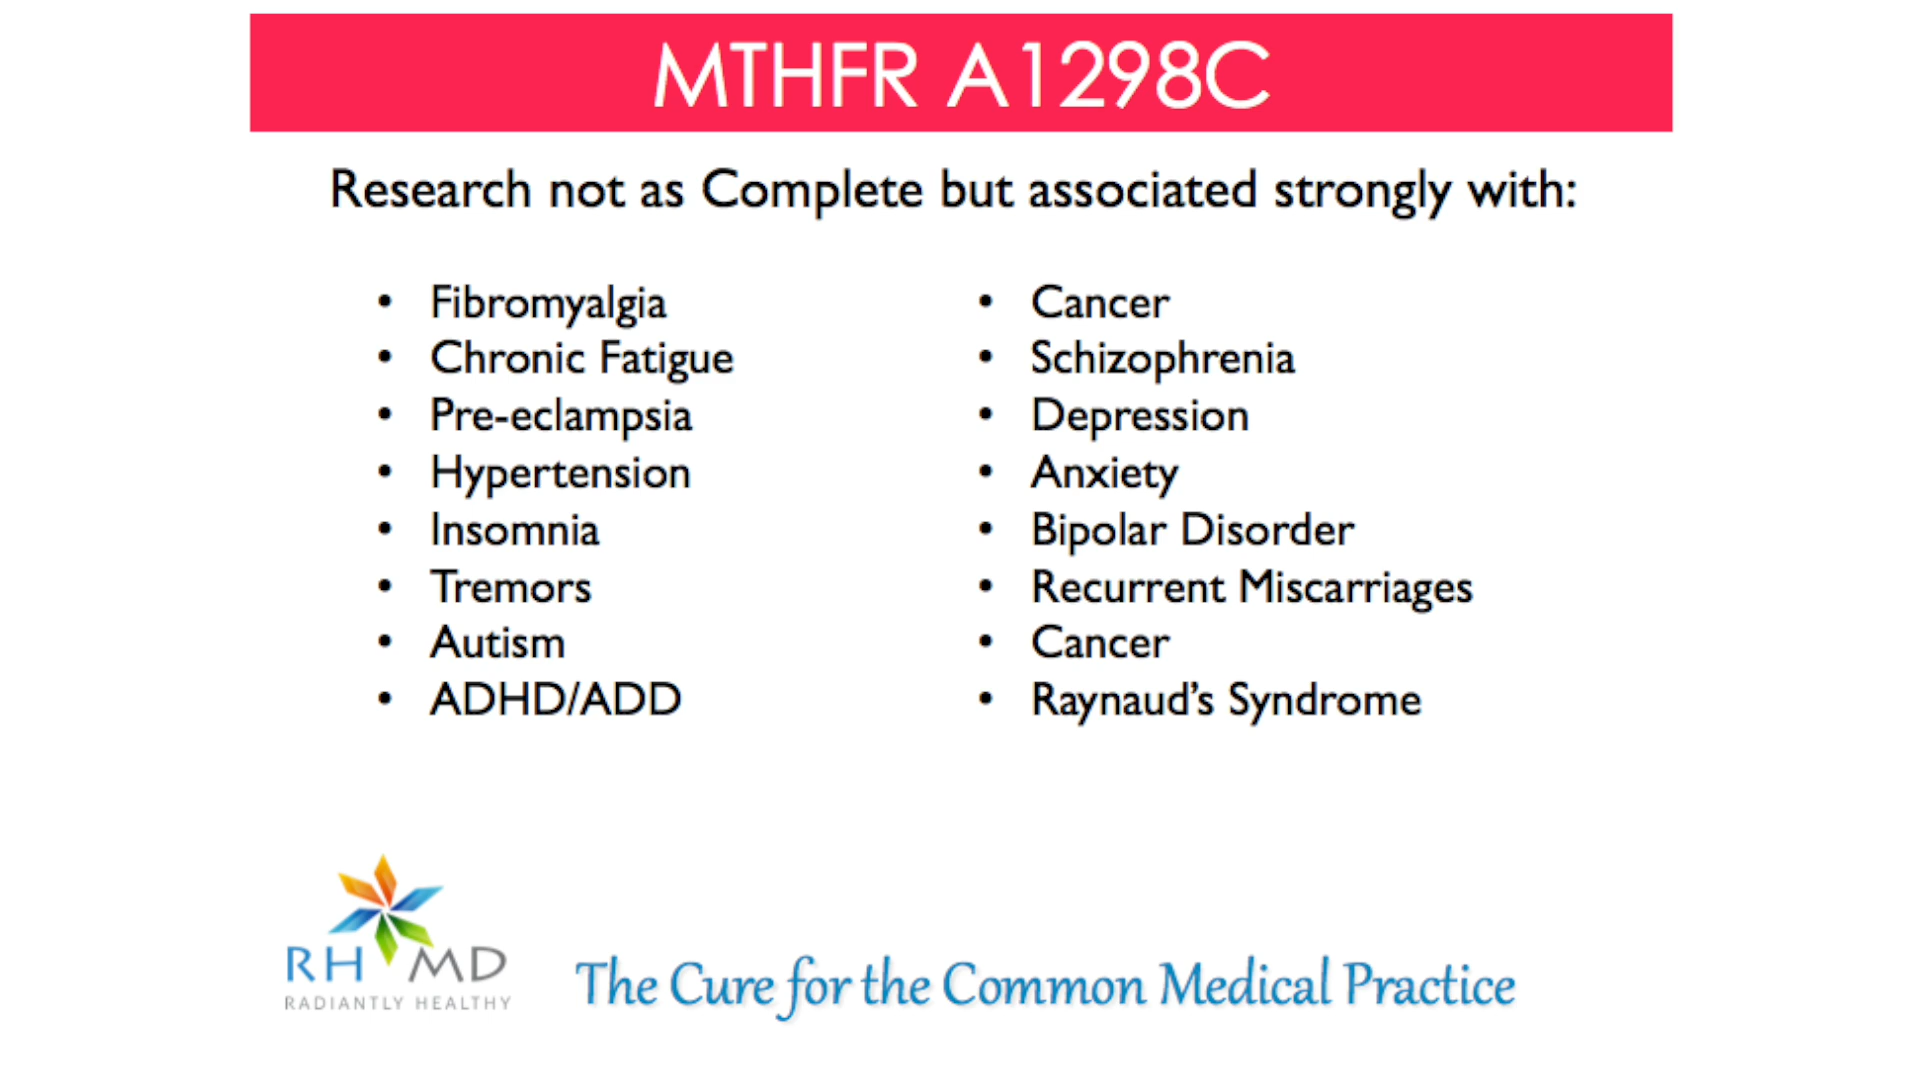 MTHFR A1298C
Research not as Complete but associated strongly with:
• Fibromyalgia
• Chronic Fatigue
• Pre-eclampsia
• Hypertension
• Insomnia
• Tremors
• Autism
• ADHD/ADD
• Cancer
• Schizophrenia
• Depression
• Anxiety
• Bipolar Disorder
• Recurrent Miscarriages
• Cancer
• Raynaud’s Syndrome
RH MD
RADIANTLY HEALTHY
The Cure for the Common Medical Practice